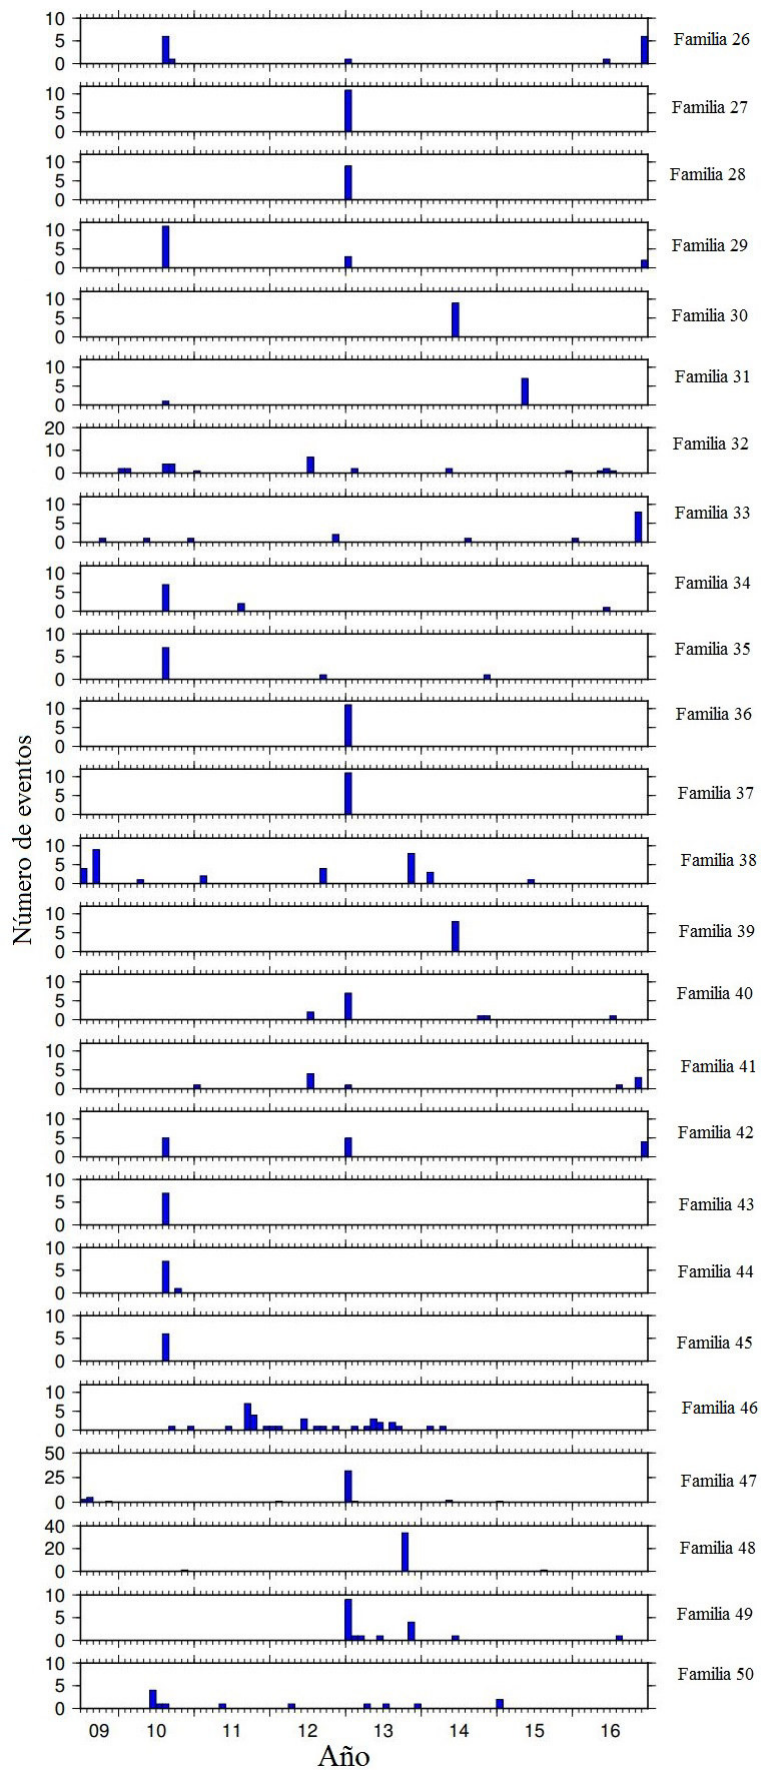 10
5
0
Familia 26
10
5
0
Familia 27
10
5
0
Familia 28
10
5
0
Familia 29
10
5
0
Familia 30
10
5
0
Familia 31
20
10
0
Familia 32
10
5
0
Familia 33
10
5
0
Familia 34
10
5
0
Familia 35
10
5
0
Familia 36
10
5
0
Familia 37
Número de eventos
10
5
0
Familia 38
10
5
0
Familia 39
10
5
0
Familia 40
10
5
0
Familia 41
10
5
0
Familia 42
10
5
0
Familia 43
10
5
0
Familia 44
10
5
0
Familia 45
10
5
0
Familia 46
50
25
0
Familia 47
40
20
0
Familia 48
10
5
0
Familia 49
10
5
0
Familia 50
09 10 11 12 13 14 15 16
Año